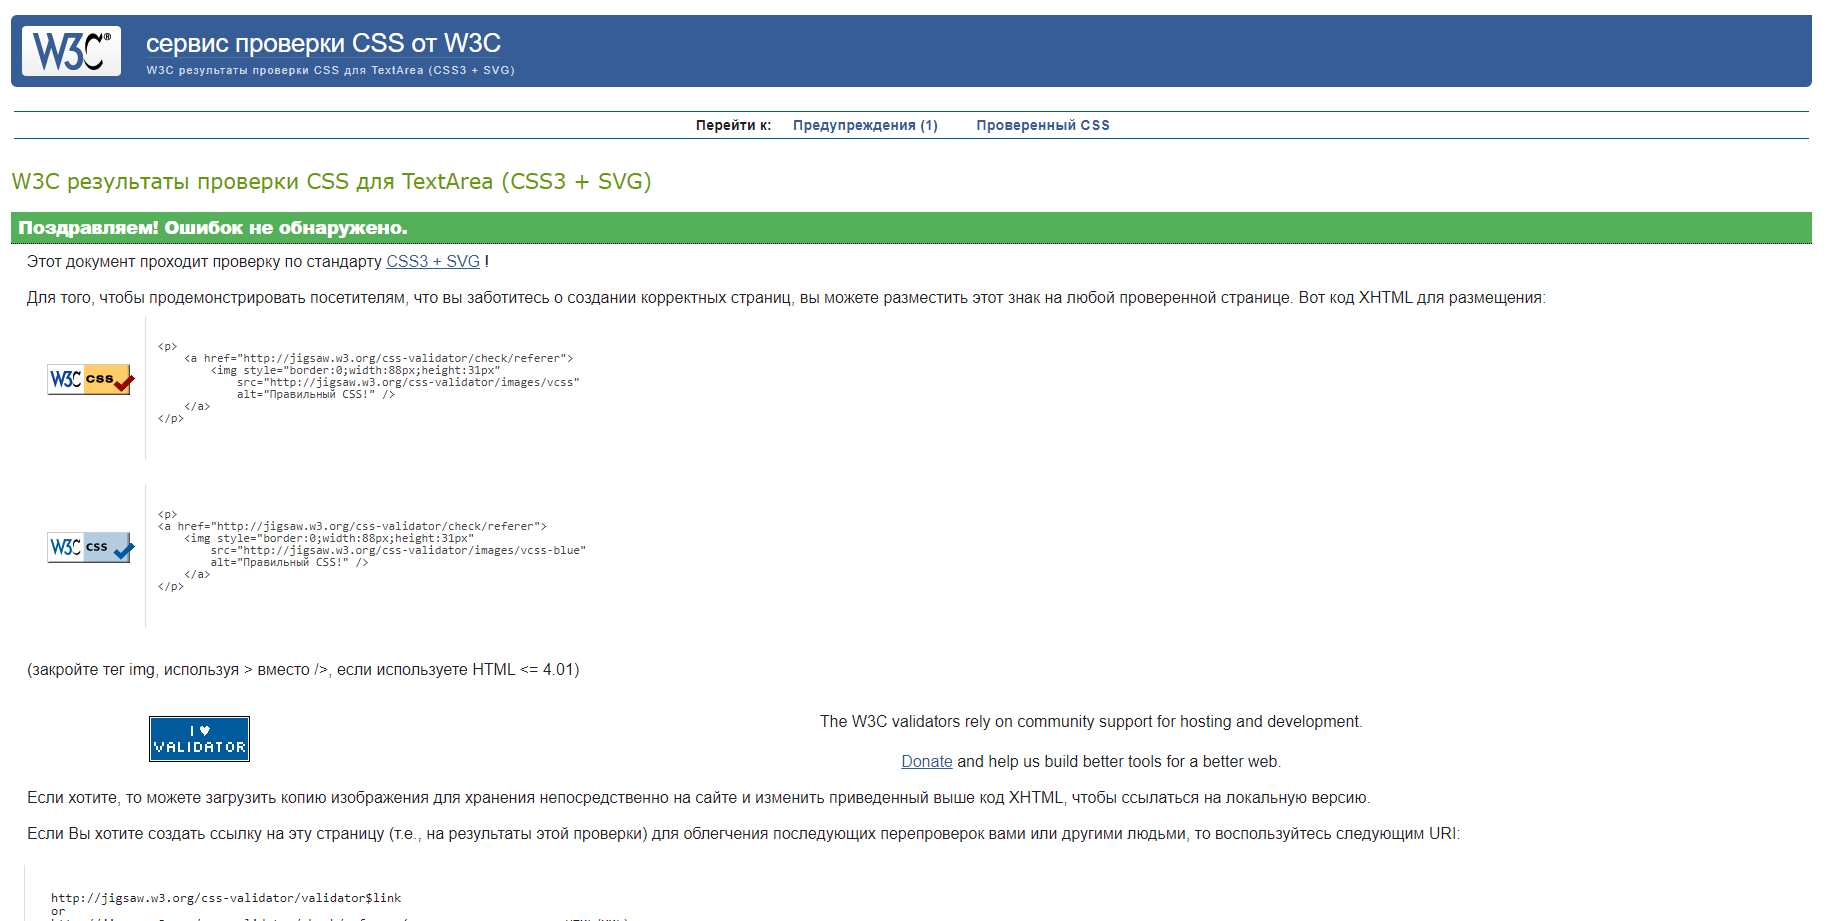 W3C®
сервис проверки CSS от W3C
W3C результаты проверки CSS для TextArea (CSS3 + SVG)
Перейти к: Предупреждения (1) Проверенный CSS
W3C результаты проверки CSS для TextArea (CSS3 + SVG)
Поздравляем! Ошибок не обнаружено.
Этот документ проходит проверку по стандарту CSS3 + SVG !
Для того, чтобы продемонстрировать посетителям, что вы заботитесь о создании корректных страниц, вы можете разместить этот знак на любой проверенной странице. Вот код XHTML для размещения:
W3C css
<p>
<a href="http://jigsaw.w3.org/css-validator/check/referer">
<img style="border:0;width:88px;height:31px"
src="http://jigsaw.w3.org/css-validator/images/vcss"
alt="Правильный CSS!" />
</a>
</p>
W3C css
<p>
<a href="http://jigsaw.w3.org/css-validator/check/referer">
<img style="border:0;width:88px;height:31px"
src="http://jigsaw.w3.org/css-validator/images/vcss-blue"
alt="Правильный CSS!" />
</a>
</p>
(закройте тег img, используя > вместо />, если используете HTML <= 4.01)
I ♥
VALIDATOR
The W3C validators rely on community support for hosting and development.
Donate and help us build better tools for a better web.
Если хотите, то можете загрузить копию изображения для хранения непосредственно на сайте и изменить приведенный выше код XHTML, чтобы ссылаться на локальную версию.
Если Вы хотите создать ссылку на эту страницу (т.е., на результаты этой проверки) для облегчения последующих перепроверок вами или другими людьми, то воспользуйтесь следующим URI:
http://jigsaw.w3.org/css-validator/validator$link
or